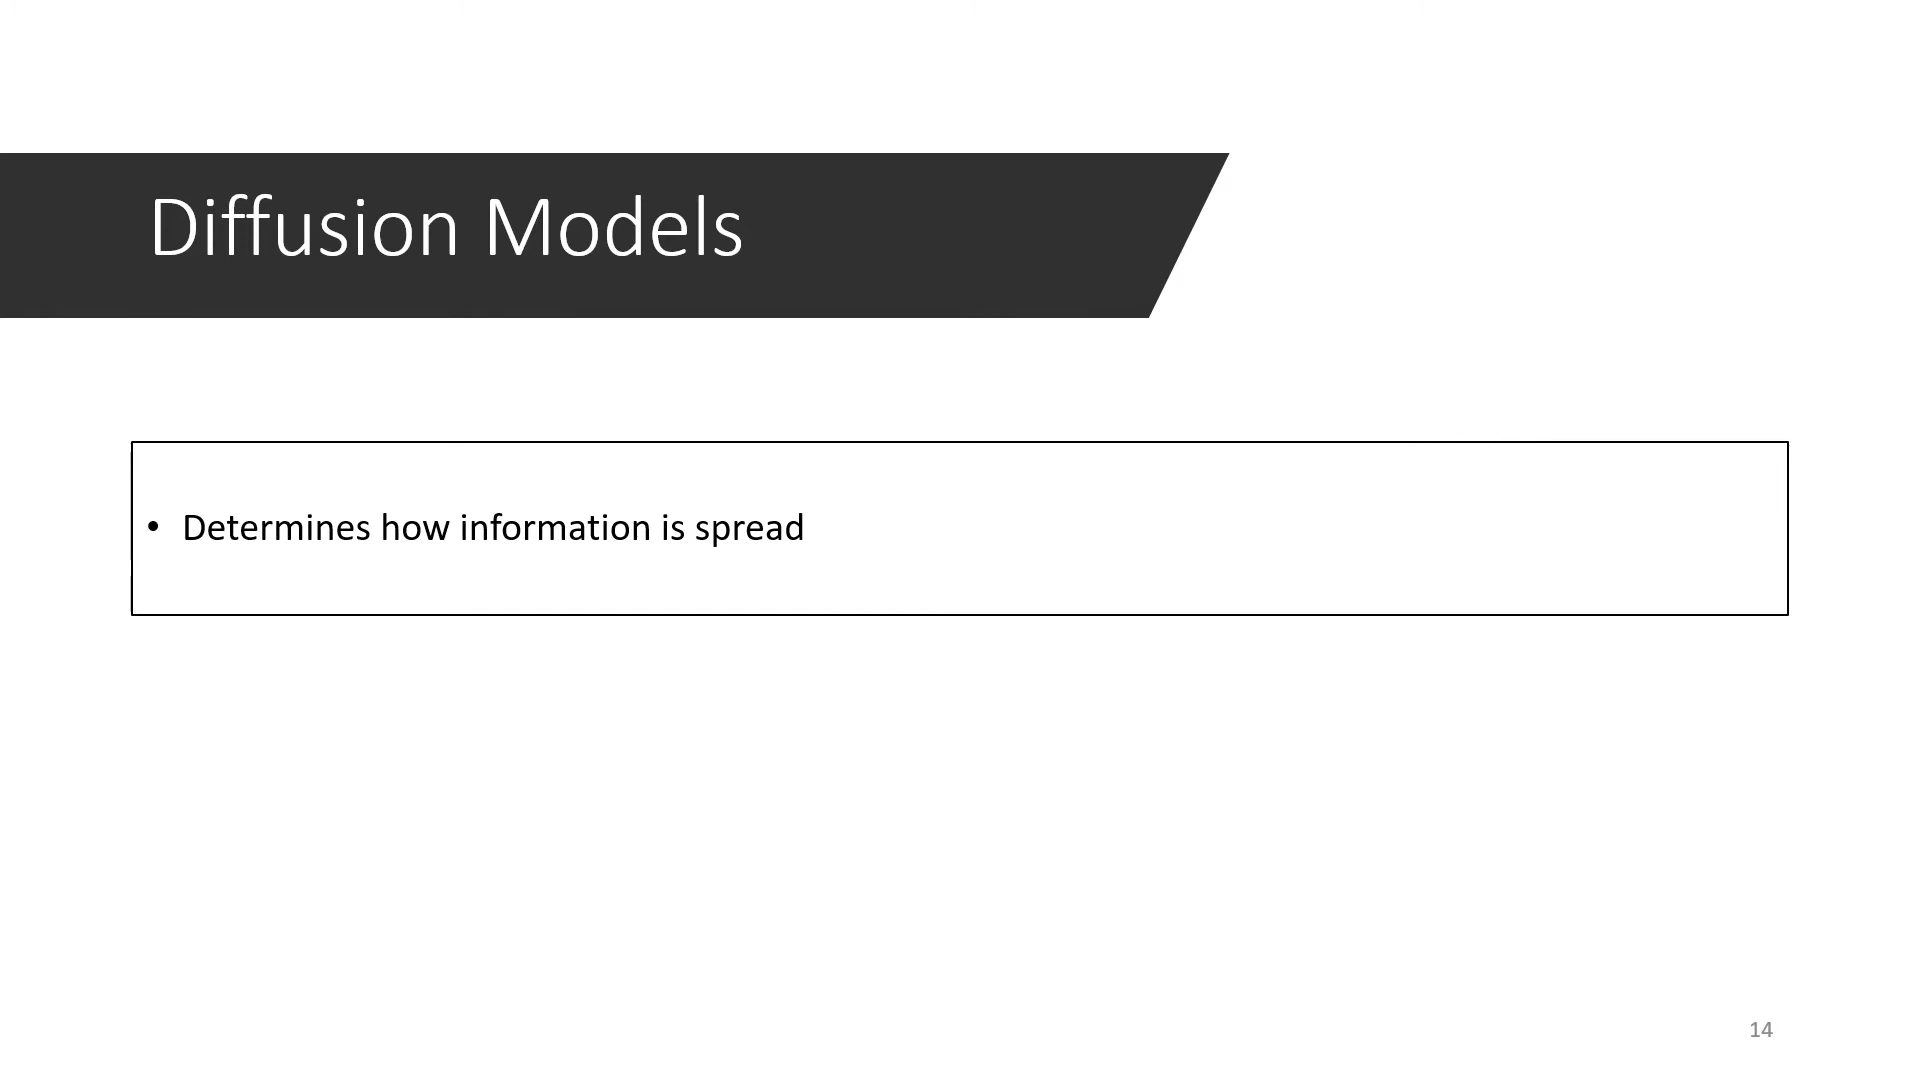 Diffusion Models
• Determines how information is spread
14